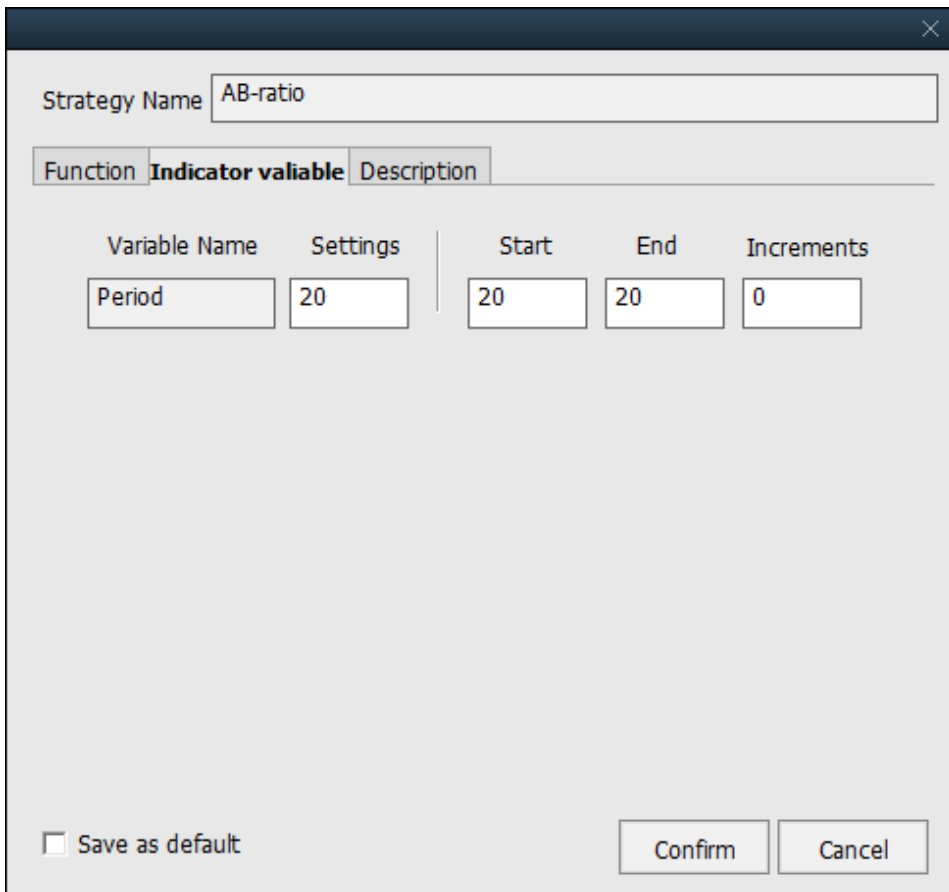 Strategy Name AB-ratio
Function Indicator valiable Description
Variable Name Settings Start End Increments
Period 20 20 20 0
Save as default Confirm Cancel